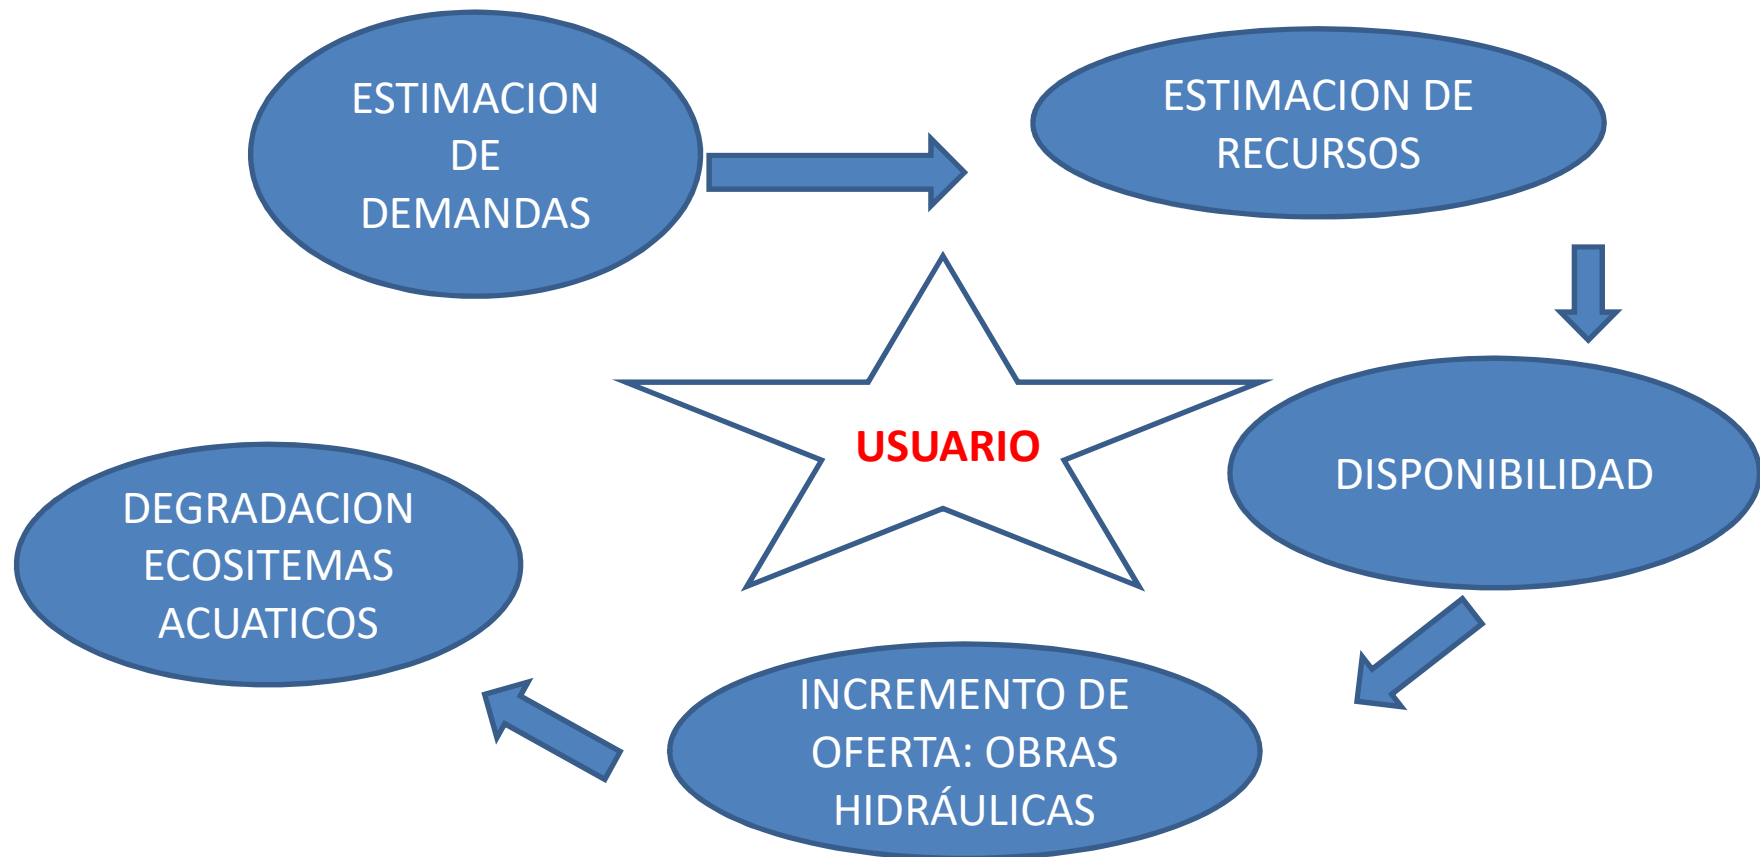 ESTIMACION
DE
DEMANDAS
ESTIMACION DE
RECURSOS
USUARIO
DISPONIBILIDAD
DEGRADACION
ECOSITEMAS
ACUATICOS
INCREMENTO DE
OFERTA: OBRAS
HIDRÁULICAS